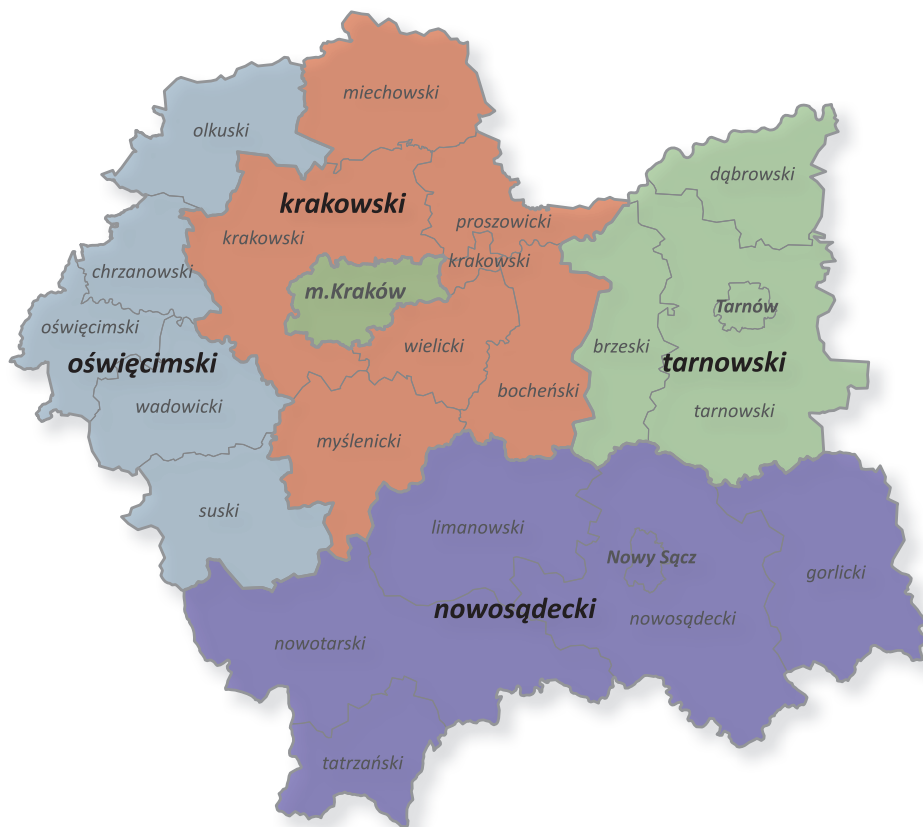 miechowski
olkuski
dąbrowski
krakowski
proszowicki
krakowski
krakowski
chrzanowski
m.Kraków
Tarnów
oświęcimski
wielicki
brzeski
oświęcimski
tarnowski
bocheński
wadowicki
tarnowski
myślenicki
suski
limanowski
Nowy Sącz
gorlicki
nowosądecki
nowosądecki
nowotarski
tatrzański